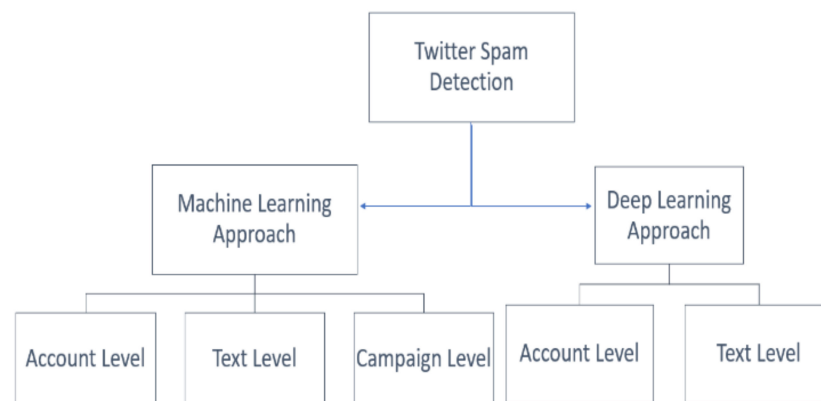 Twitter Spam
Detection
Machine Learning
Approach
Deep Learning
Approach
Account Level
Text Level
Campaign Level
Account Level
Text Level